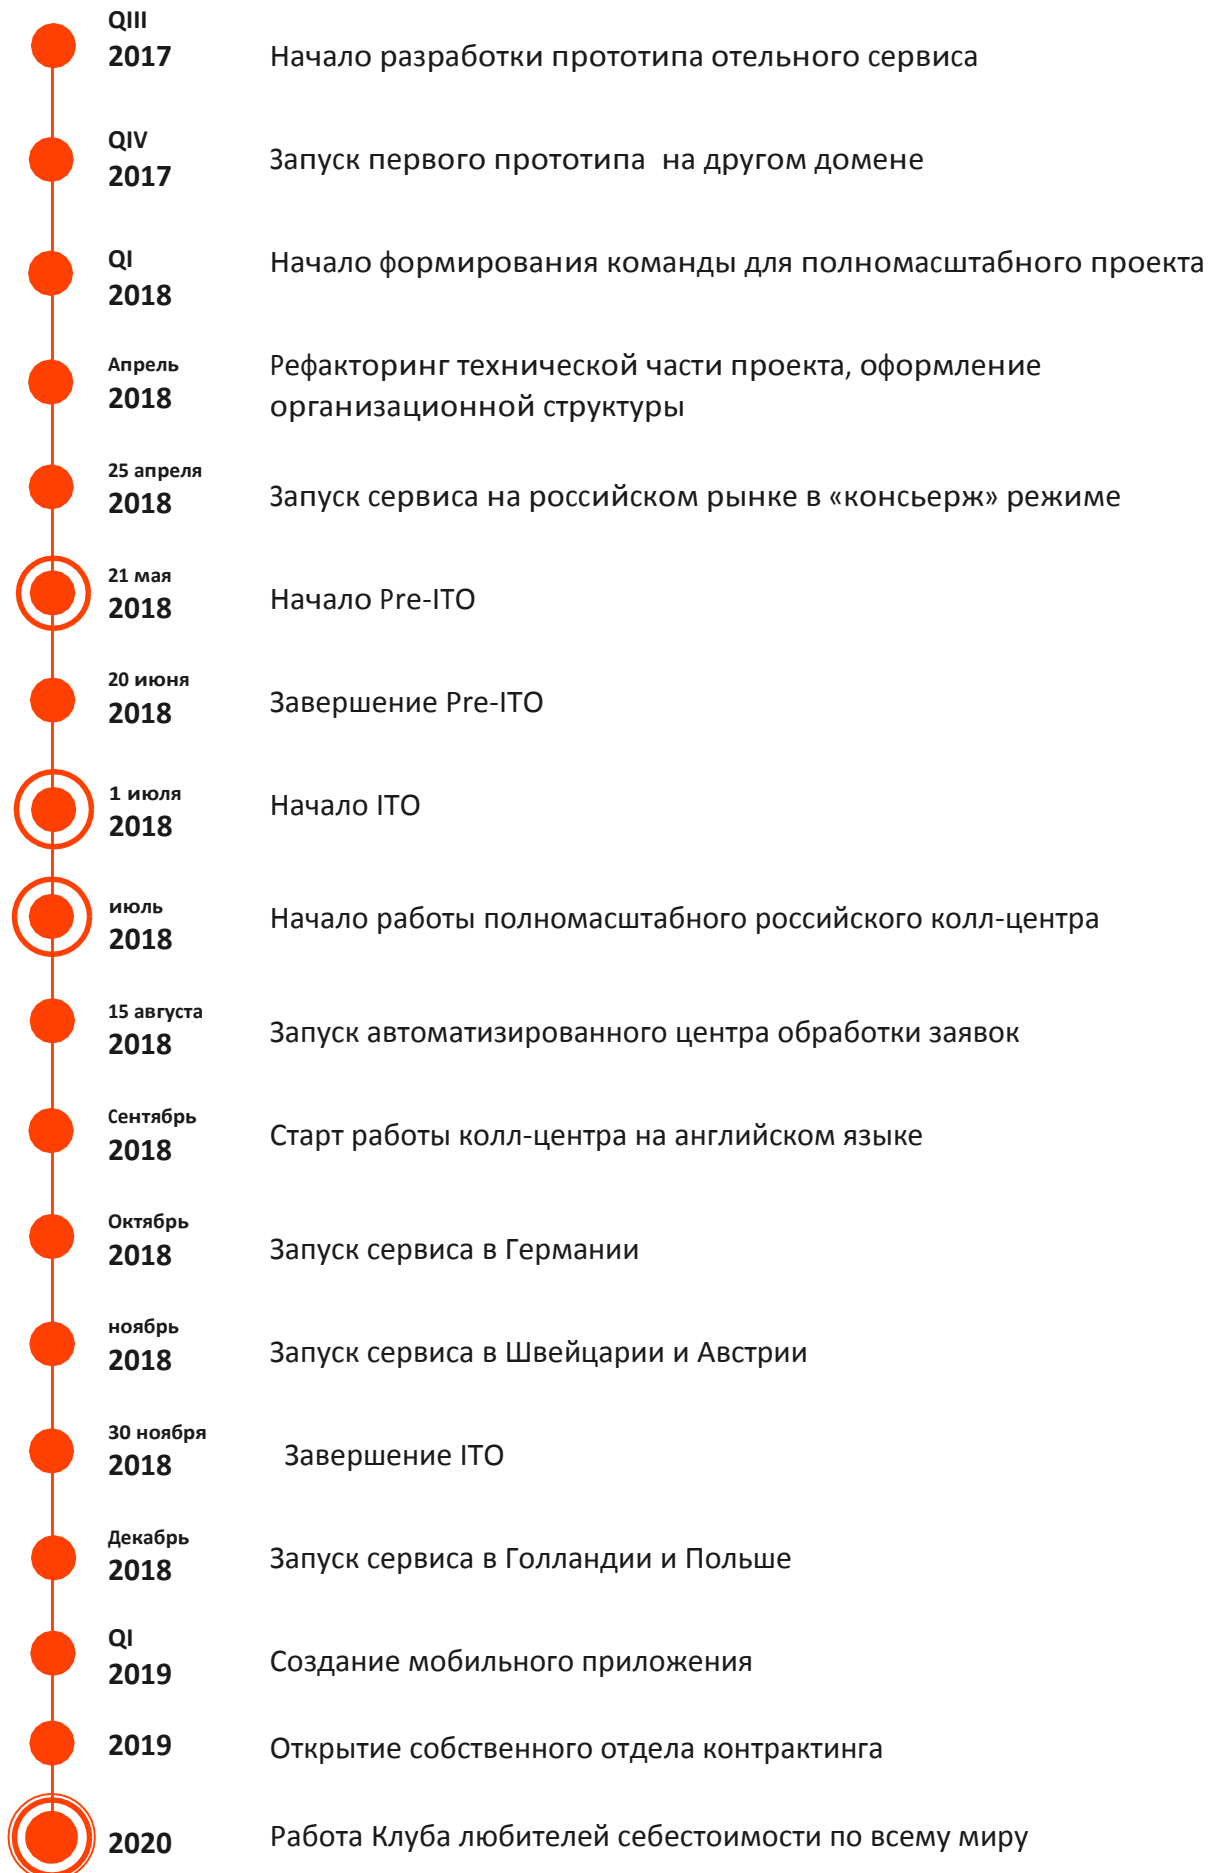 QIII
2017
Начало разработки прототипа отельного сервиса
QIV
2017
Запуск первого прототипа на другом домене
QI
2018
Начало формирования команды для полномасштабного проекта
Апрель
2018
Рефакторинг технической части проекта, оформление
организационной структуры
25 апреля
2018
Запуск сервиса на российском рынке в «консьерж» режиме
21 мая
2018
Начало Pre-ITO
20 июня
2018
Завершение Pre-ITO
1 июля
2018
Начало ITO
июль
2018
Начало работы полномасштабного российского колл-центра
15 августа
2018
Запуск автоматизированного центра обработки заявок
Сентябрь
2018
Старт работы колл-центра на английском языке
Октябрь
2018
Запуск сервиса в Германии
ноябрь
2018
Запуск сервиса в Швейцарии и Австрии
30 ноября
2018
Завершение ITO
Декабрь
2018
Запуск сервиса в Голландии и Польше
QI
2019
Создание мобильного приложения
2019
Открытие собственного отдела контрактинга
2020
Работа Клуба любителей себестоимости по всему миру